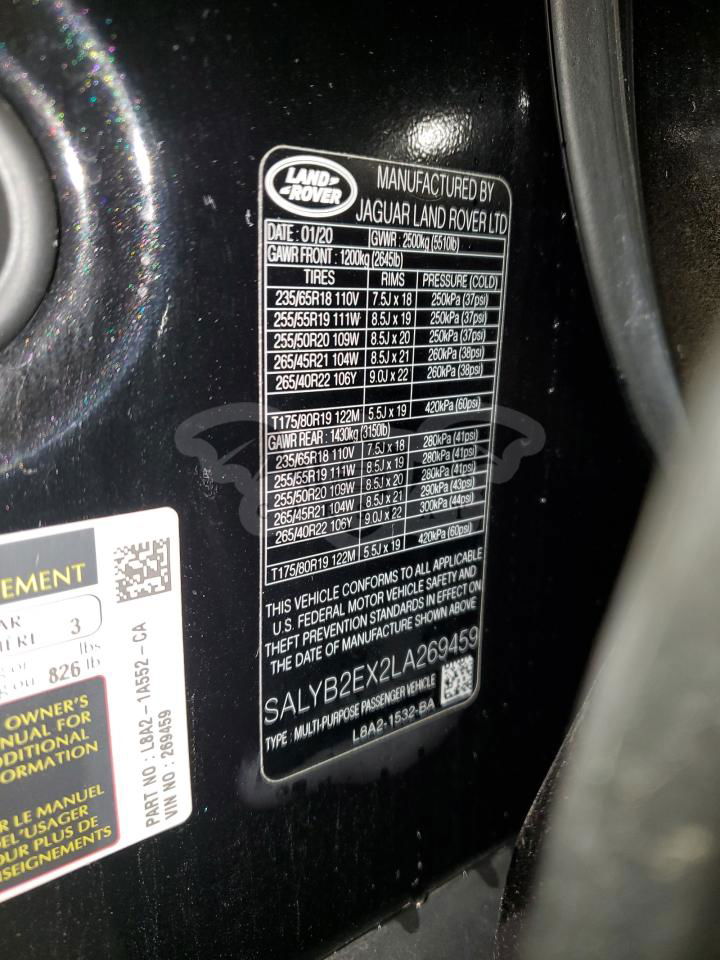 LAND ROVER
MANUFACTURED BY
JAGUAR LAND ROVER LTD
DATE : 01/20 GVWR : 2500kg (5510lb)
GAWR FRONT : 1200kg (2645lb)
TIRES RIMS PRESSURE (COLD)
235/65R18 110V 7.5J x 18 250kPa (37psi)
255/55R19 111W 8.5J x 19 250kPa (37psi)
255/50R20 109W 8.5J x 20 250kPa (37psi)
265/45R21 104W 8.5J x 21 260kPa (38psi)
265/40R22 106Y 9.0J x 22 260kPa (38psi)
T175/80R19 122M 5.5J x 19 420kPa (60psi)
GAWR REAR : 1430kg (3150lb)
235/65R18 110V 7.5J x 18 280kPa (41psi)
255/55R19 111W 8.5J x 19 280kPa (41psi)
255/50R20 109W 8.5J x 20 280kPa (41psi)
265/45R21 104W 8.5J x 21 290kPa (43psi)
265/40R22 106Y 9.0J x 22 300kPa (44psi)
T175/80R19 122M 5.5J x 19 420kPa (60psi)
THIS VEHICLE CONFORMS TO ALL APPLICABLE
U.S. FEDERAL MOTOR VEHICLE SAFETY AND
THEFT PREVENTION STANDARDS IN EFFECT ON
THE DATE OF MANUFACTURE SHOWN ABOVE
SALYB2EX2LA269459
TYPE : MULTI-PURPOSE PASSENGER VEHICLE
L8A2-1532-BA
EMENT
AR
3
lbs
ou 826 lb
OWNER'S
NUAL FOR
DDITIONAL
FORMATION
R LE MANUEL
DE L'USAGER
OUR PLUS DE
NSEIGNEMENTS
PART NO : L8A2 - 1A552 - CA
VIN NO : 269459